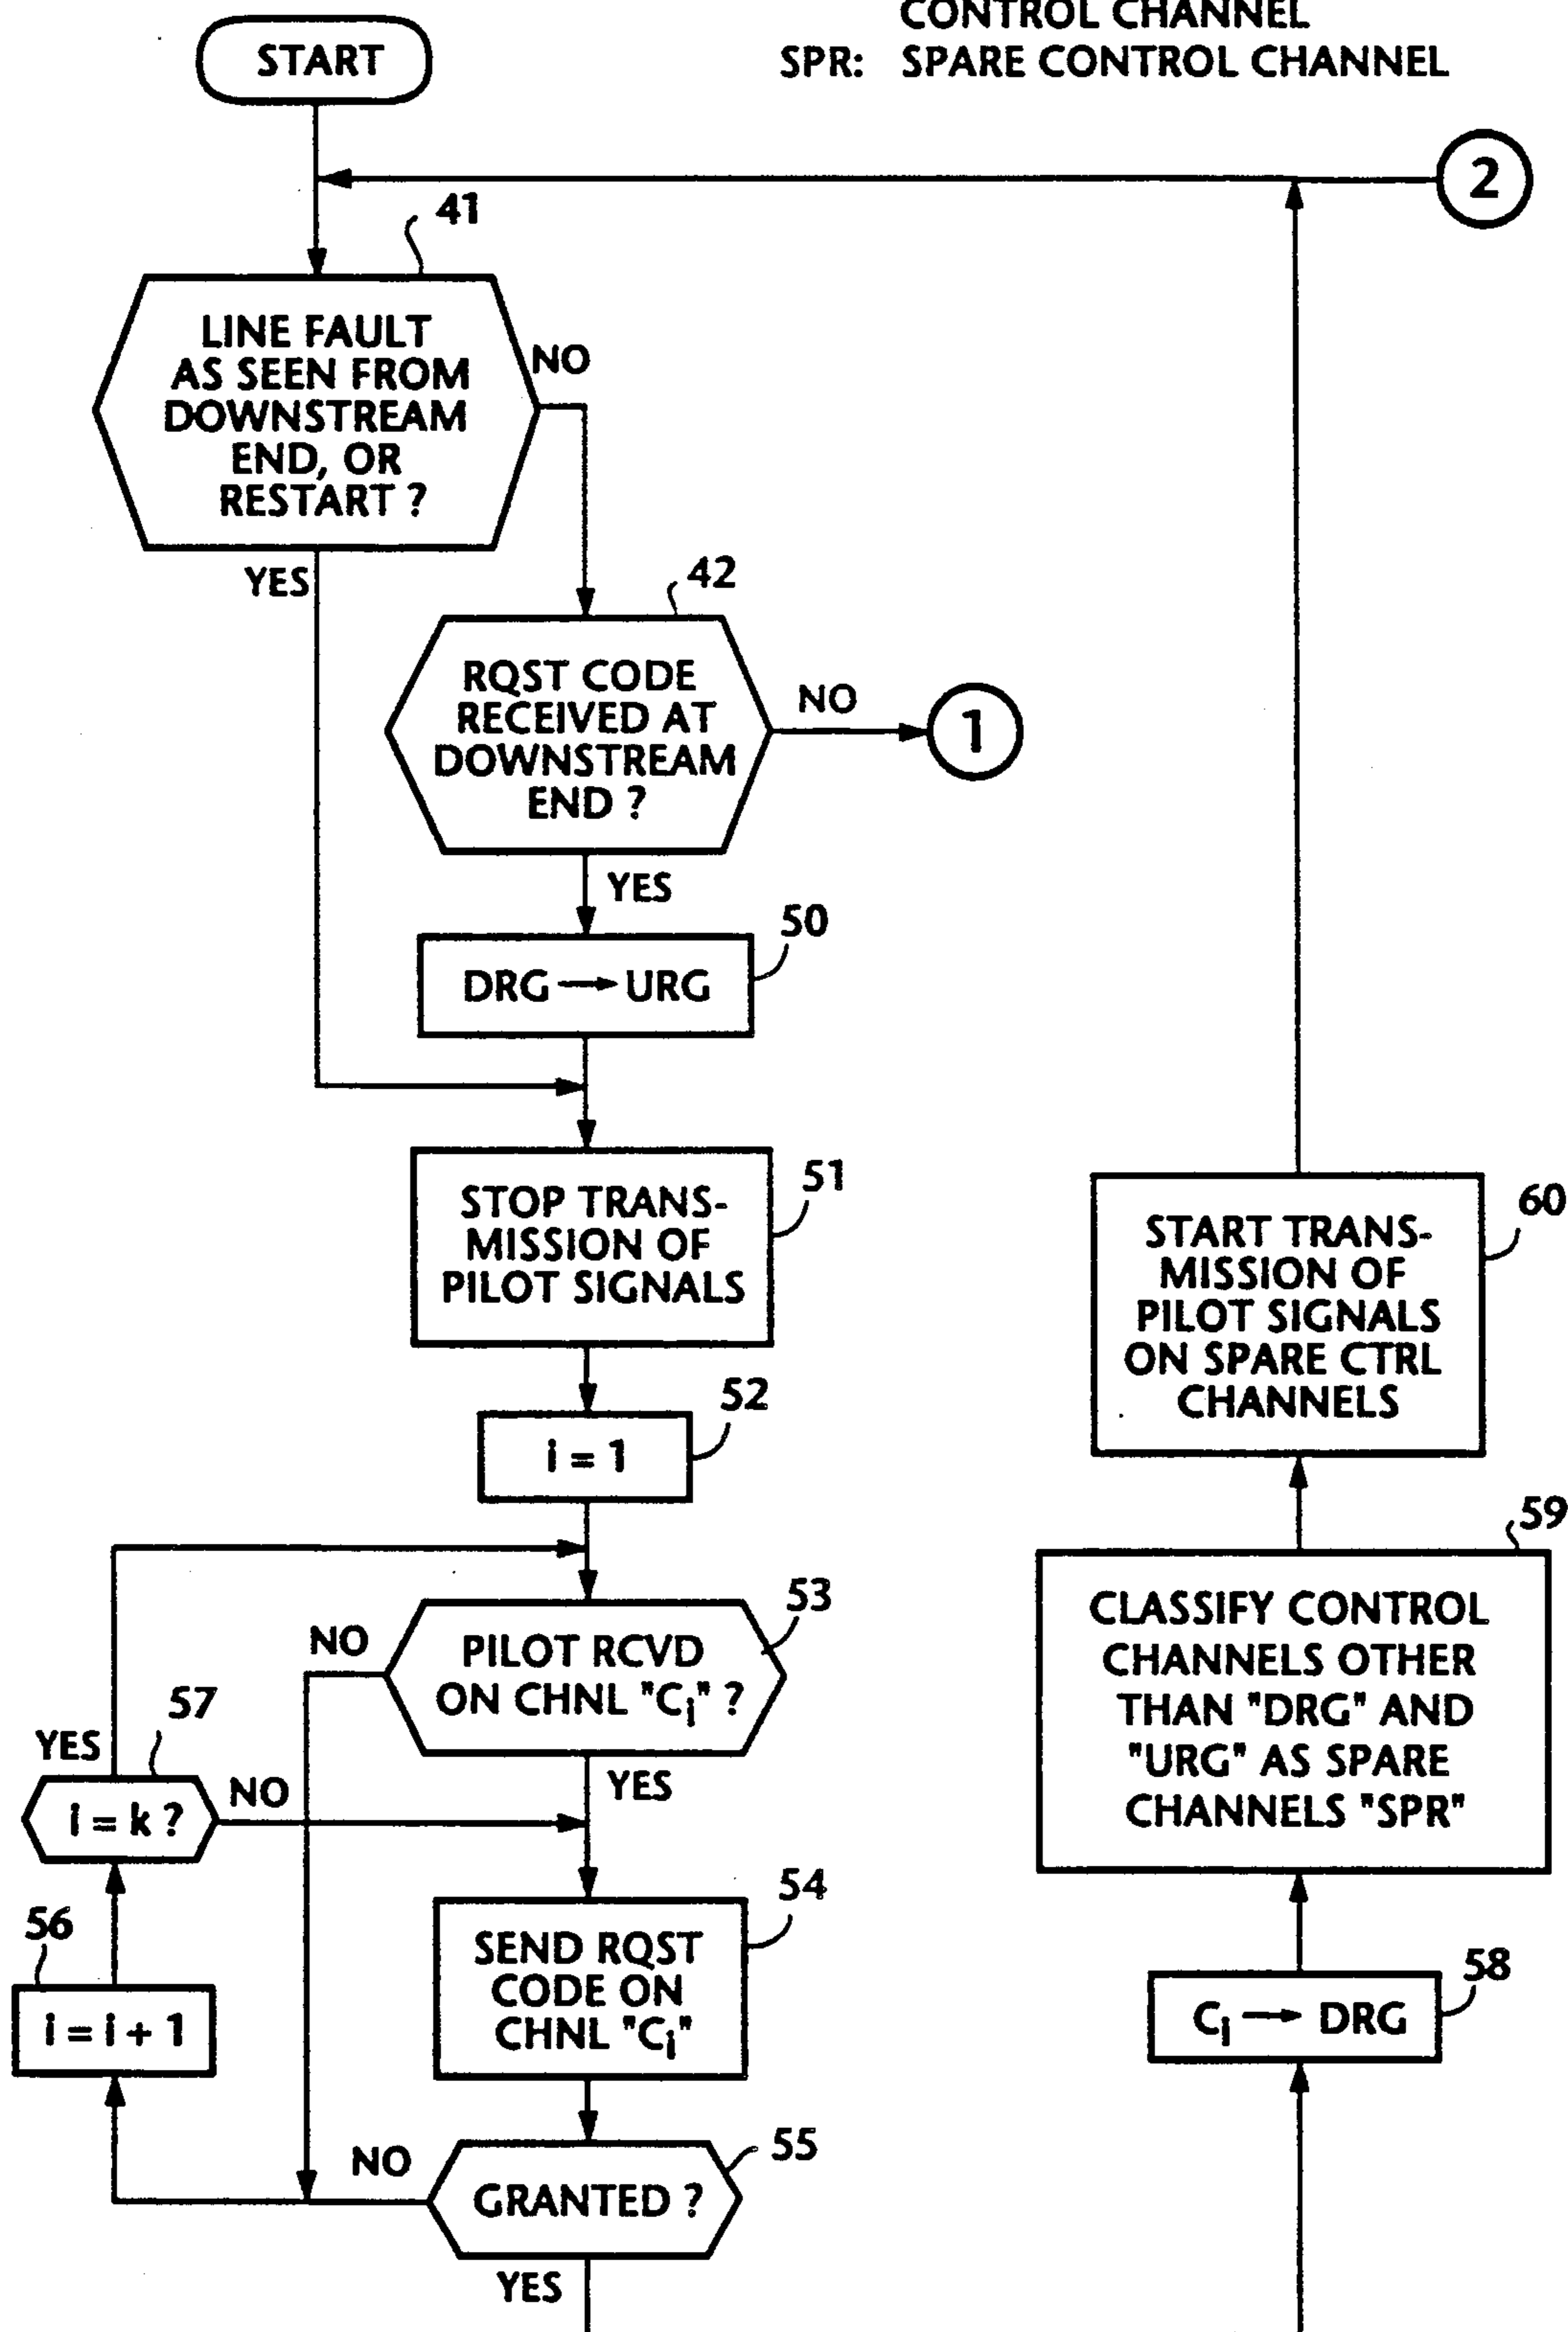 CONTROL CHANNEL
SPR: SPARE CONTROL CHANNEL
START
2
41
LINE FAULT
AS SEEN FROM
DOWNSTREAM
END, OR
RESTART ?
NO
YES
42
RQST CODE
RECEIVED AT
DOWNSTREAM
END ?
NO
1
YES
50
DRG → URG
51
STOP TRANS-
MISSION OF
PILOT SIGNALS
52
i = 1
53
PILOT RCVD
ON CHNL "Ci" ?
NO
YES
57
YES
i = k ?
NO
54
SEND RQST
CODE ON
CHNL "Ci"
56
i = i + 1
55
GRANTED ?
NO
YES
60
START TRANS-
MISSION OF
PILOT SIGNALS
ON SPARE CTRL
CHANNELS
59
CLASSIFY CONTROL
CHANNELS OTHER
THAN "DRG" AND
"URG" AS SPARE
CHANNELS "SPR"
58
Ci → DRG